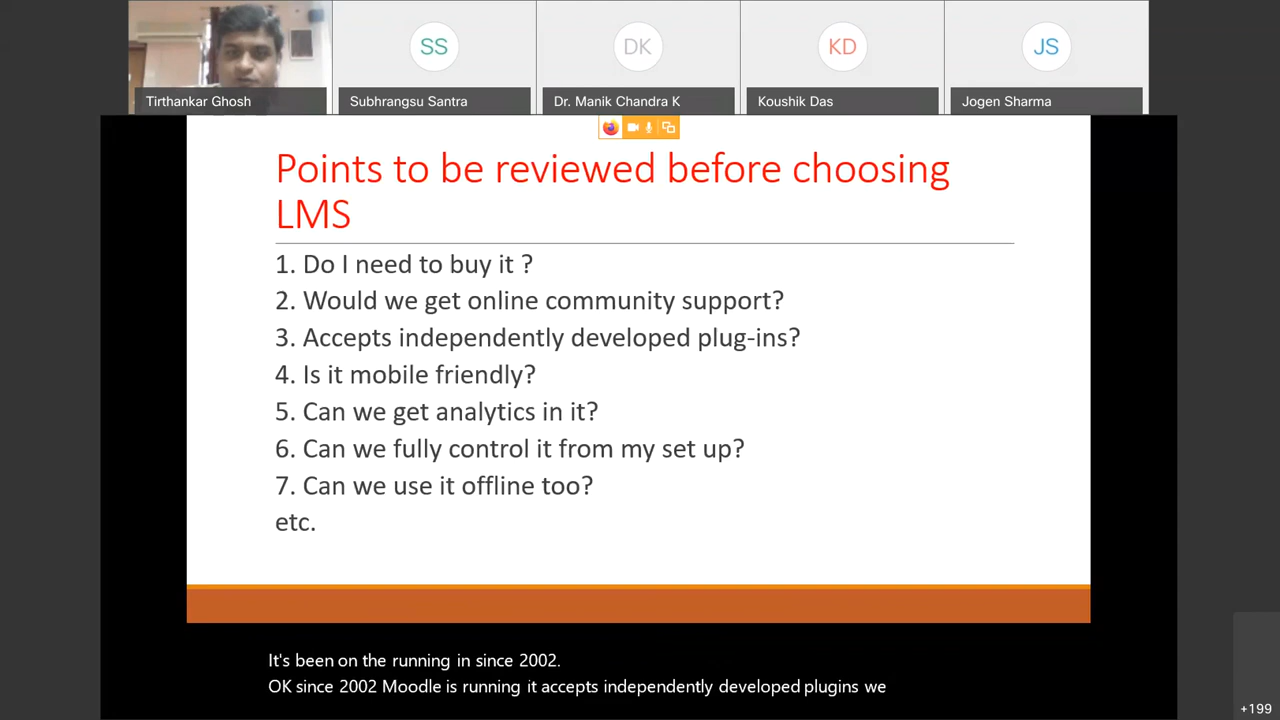 SS
DK
KD
JS
Tirthankar Ghosh
Subhrangsu Santra
Dr. Manik Chandra K
Koushik Das
Jogen Sharma
Points to be reviewed before choosing
LMS
1. Do I need to buy it ?
2. Would we get online community support?
3. Accepts independently developed plug-ins?
4. Is it mobile friendly?
5. Can we get analytics in it?
6. Can we fully control it from my set up?
7. Can we use it offline too?
etc.
It's been on the running in since 2002.
OK since 2002 Moodle is running it accepts independently developed plugins we
+199